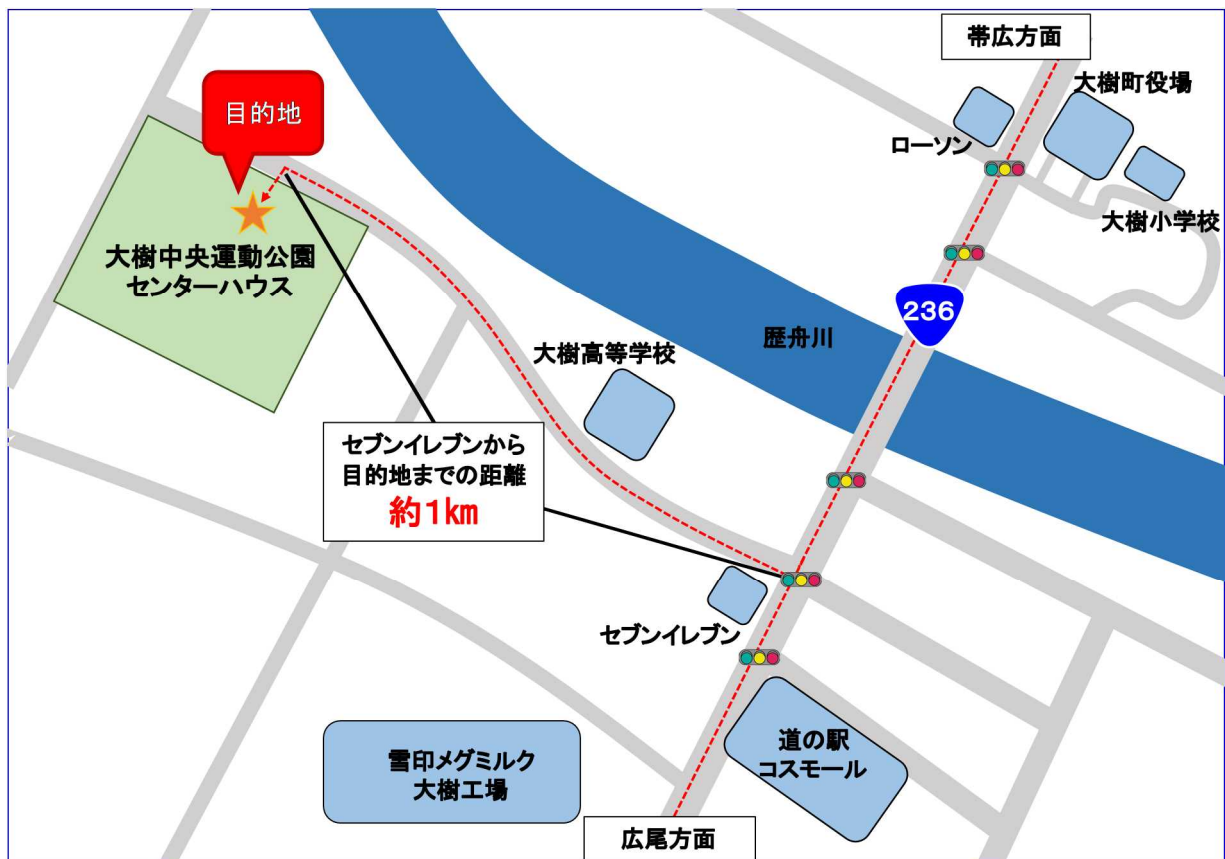 帯広方面
大樹町役場
目的地
ローソン
大樹小学校
大樹中央運動公園
センターハウス
236
歴舟川
大樹高等学校
セブンイレブンから
目的地までの距離
約1km
セブンイレブン
道の駅
コスモール
雪印メグミルク
大樹工場
広尾方面